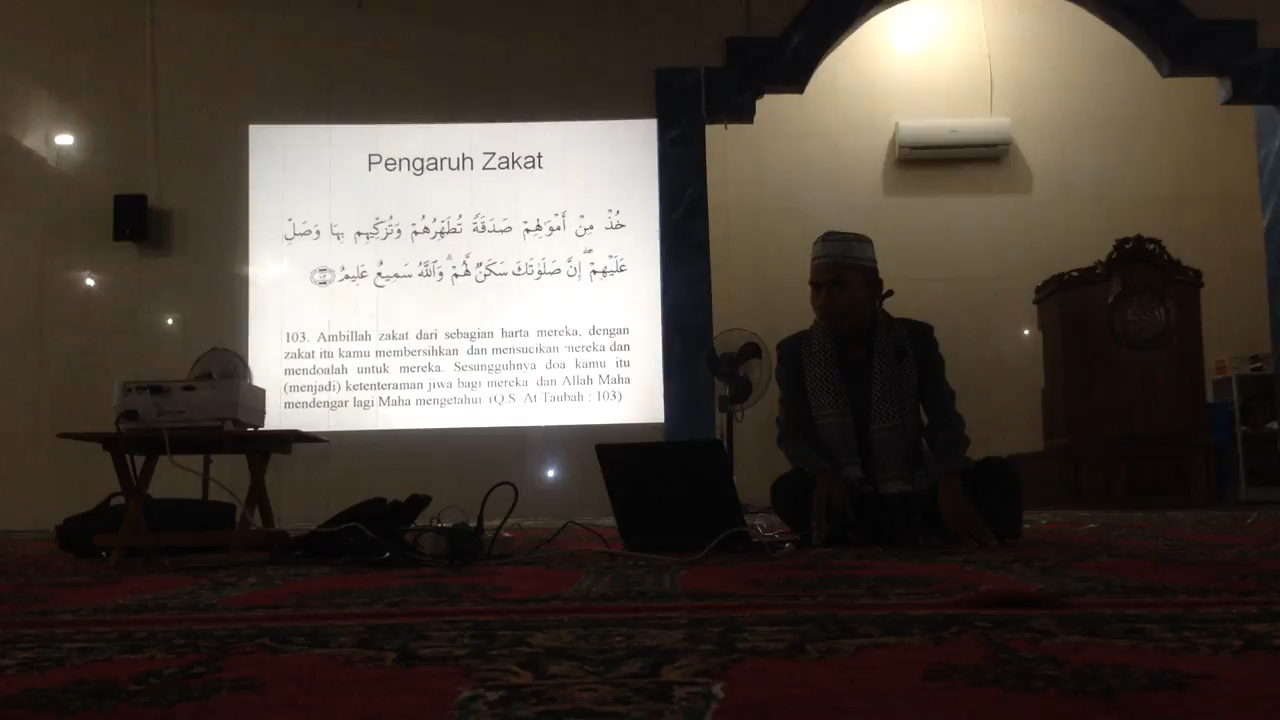 Pengaruh Zakat
خُذْ مِنْ أَمْوَٰلِهِمْ صَدَقَةً تُطَهِّرُهُمْ وَتُزَكِّيهِم بِهَا وَصَلِّ
عَلَيْهِمْ ۖ إِنَّ صَلَوٰتَكَ سَكَنٌ لَّهُمْ ۗ وَٱللَّهُ سَمِيعٌ عَلِيمٌ ١٠٣
103. Ambillah zakat dari sebagian harta mereka, dengan
zakat itu kamu membersihkan dan mensucikan mereka dan
mendoalah untuk mereka. Sesungguhnya doa kamu itu
(menjadi) ketenteraman jiwa bagi mereka dan Allah Maha
mendengar lagi Maha mengetahui (Q.S At Taubah : 103)